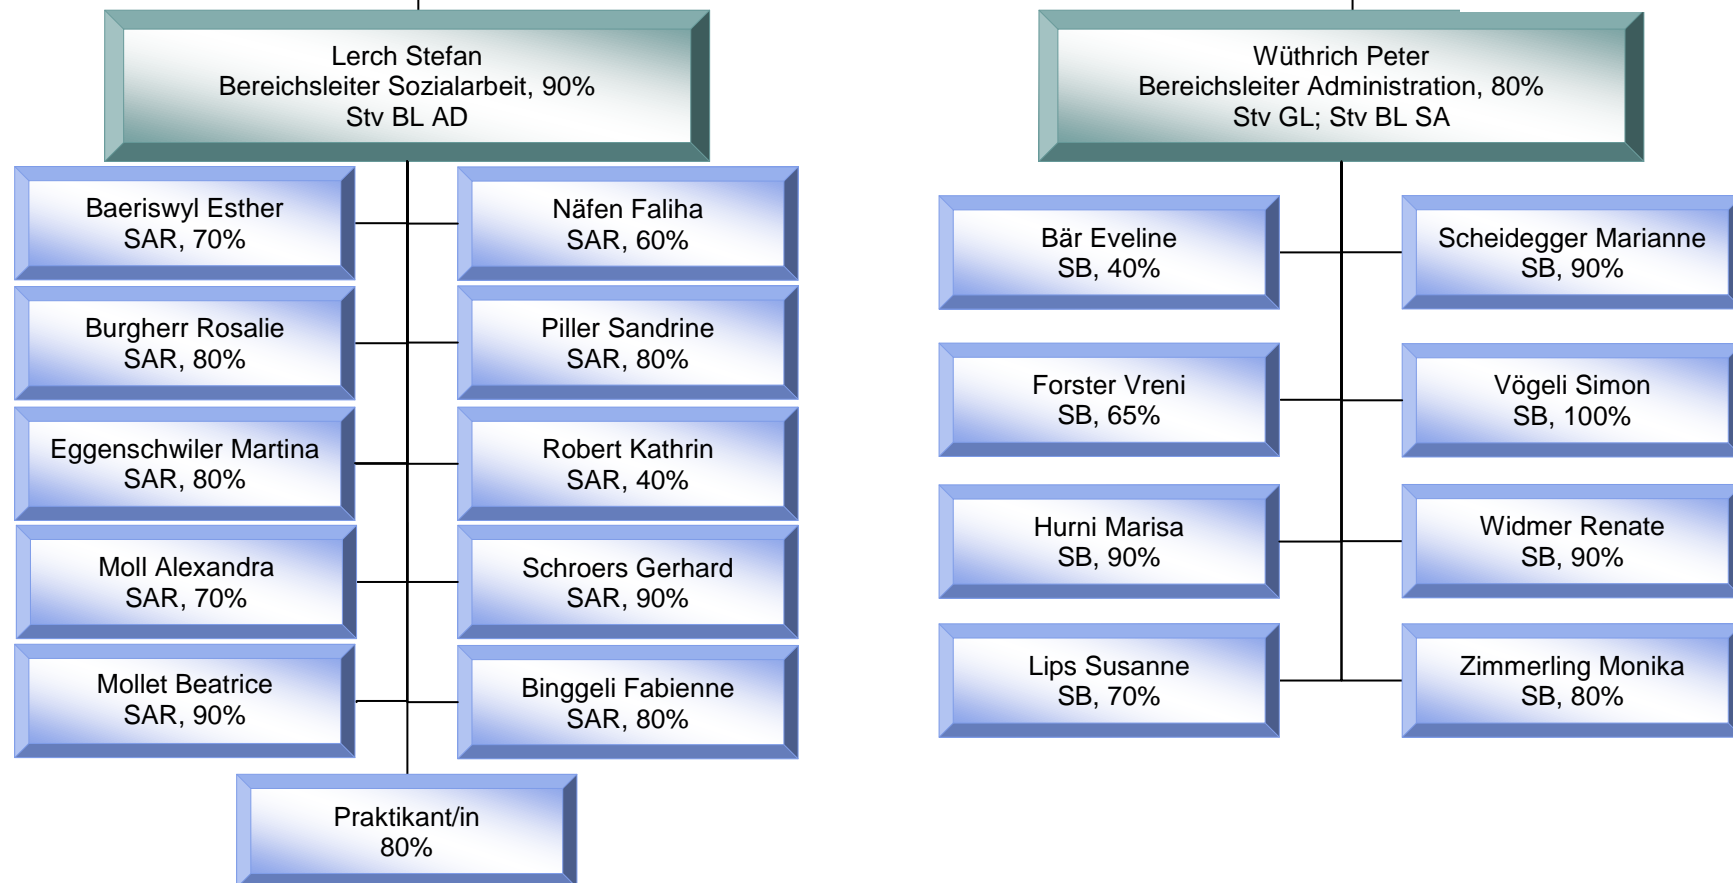 Lerch Stefan
Bereichsleiter Sozialarbeit, 90%
Stv BL AD
Baeriswyl Esther
SAR, 70%
Näfen Faliha
SAR, 60%
Burgherr Rosalie
SAR, 80%
Piller Sandrine
SAR, 80%
Eggenschwiler Martina
SAR, 80%
Robert Kathrin
SAR, 40%
Moll Alexandra
SAR, 70%
Schroers Gerhard
SAR, 90%
Mollet Beatrice
SAR, 90%
Binggeli Fabienne
SAR, 80%
Praktikant/in
80%
Wüthrich Peter
Bereichsleiter Administration, 80%
Stv GL; Stv BL SA
Bär Eveline
SB, 40%
Scheidegger Marianne
SB, 90%
Forster Vreni
SB, 65%
Vögeli Simon
SB, 100%
Hurni Marisa
SB, 90%
Widmer Renate
SB, 90%
Lips Susanne
SB, 70%
Zimmerling Monika
SB, 80%